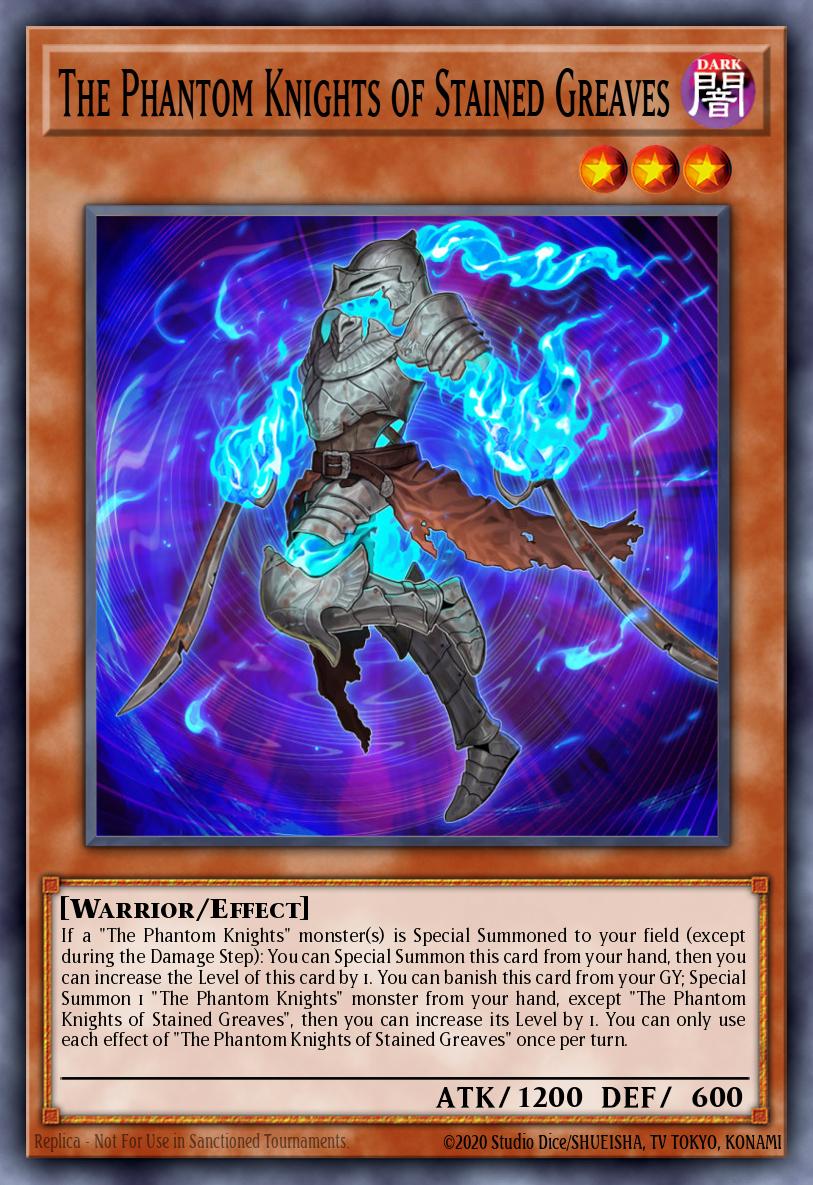 The Phantom Knights of Stained Greaves
DARK
闇
[Warrior/Effect]
If a "The Phantom Knights" monster(s) is Special Summoned to your field (except
during the Damage Step): You can Special Summon this card from your hand, then you
can increase the Level of this card by 1. You can banish this card from your GY; Special
Summon 1 "The Phantom Knights" monster from your hand, except "The Phantom
Knights of Stained Greaves", then you can increase its Level by 1. You can only use
each effect of "The Phantom Knights of Stained Greaves" once per turn.
ATK/1200 DEF/ 600
Replica - Not For Use in Sanctioned Tournaments.
©2020 Studio Dice/SHUEISHA, TV TOKYO, KONAMI